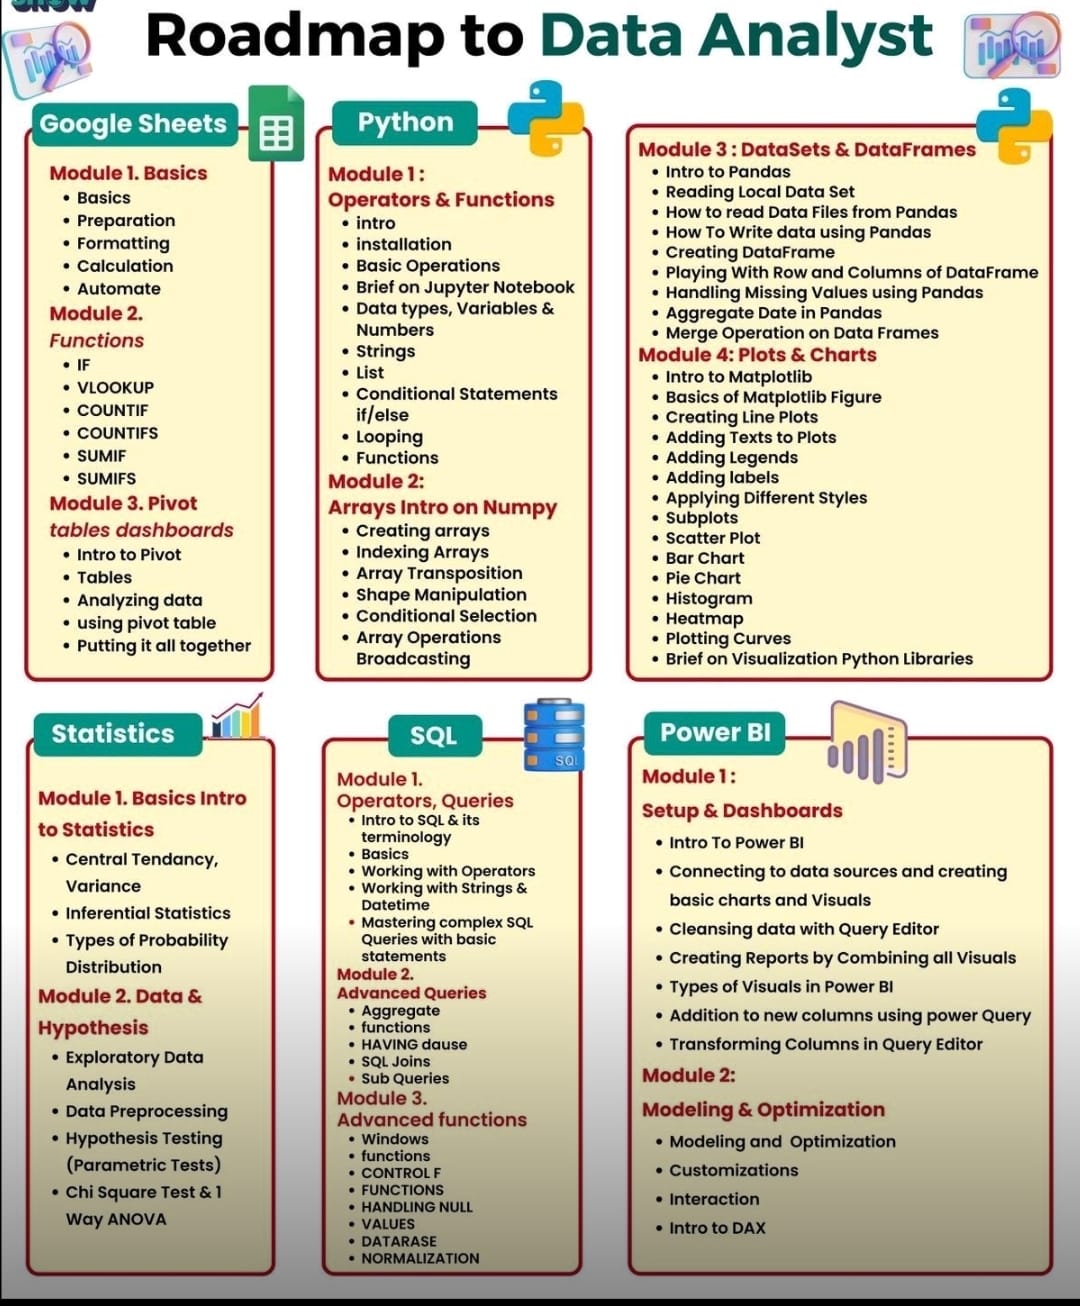 Roadmap to Data Analyst
Google Sheets
Module 1. Basics
• Basics
• Preparation
• Formatting
• Calculation
• Automate
Module 2.
Functions
• IF
• VLOOKUP
• COUNTIF
• COUNTIFS
• SUMIF
• SUMIFS
Module 3. Pivot
tables dashboards
• Intro to Pivot
• Tables
• Analyzing data
• using pivot table
• Putting it all together
Python
Module 1 :
Operators & Functions
• intro
• installation
• Basic Operations
• Brief on Jupyter Notebook
• Data types, Variables &
Numbers
• Strings
• List
• Conditional Statements
if/else
• Looping
• Functions
Module 2:
Arrays Intro on Numpy
• Creating arrays
• Indexing Arrays
• Array Transposition
• Shape Manipulation
• Conditional Selection
• Array Operations
Broadcasting
Module 3 : DataSets & DataFrames
• Intro to Pandas
• Reading Local Data Set
• How to read Data Files from Pandas
• How To Write data using Pandas
• Creating DataFrame
• Playing With Row and Columns of DataFrame
• Handling Missing Values using Pandas
• Aggregate Date in Pandas
• Merge Operation on Data Frames
Module 4: Plots & Charts
• Intro to Matplotlib
• Basics of Matplotlib Figure
• Creating Line Plots
• Adding Texts to Plots
• Adding Legends
• Adding labels
• Applying Different Styles
• Subplots
• Scatter Plot
• Bar Chart
• Pie Chart
• Histogram
• Heatmap
• Plotting Curves
• Brief on Visualization Python Libraries
Statistics
Module 1. Basics Intro
to Statistics
• Central Tendancy,
Variance
• Inferential Statistics
• Types of Probability
Distribution
Module 2. Data &
Hypothesis
• Exploratory Data
Analysis
• Data Preprocessing
• Hypothesis Testing
(Parametric Tests)
• Chi Square Test & 1
Way ANOVA
SQL
SQL
Module 1.
Operators, Queries
• Intro to SQL & its
terminology
• Basics
• Working with Operators
• Working with Strings &
Datetime
• Mastering complex SQL
Queries with basic
statements
Module 2.
Advanced Queries
• Aggregate
• functions
• HAVING dause
• SQL Joins
• Sub Queries
Module 3.
Advanced functions
• Windows
• functions
• CONTROL F
• FUNCTIONS
• HANDLING NULL
• VALUES
• DATARASE
• NORMALIZATION
Power BI
Module 1 :
Setup & Dashboards
• Intro To Power BI
• Connecting to data sources and creating
basic charts and Visuals
• Cleansing data with Query Editor
• Creating Reports by Combining all Visuals
• Types of Visuals in Power BI
• Addition to new columns using power Query
• Transforming Columns in Query Editor
Module 2:
Modeling & Optimization
• Modeling and Optimization
• Customizations
• Interaction
• Intro to DAX